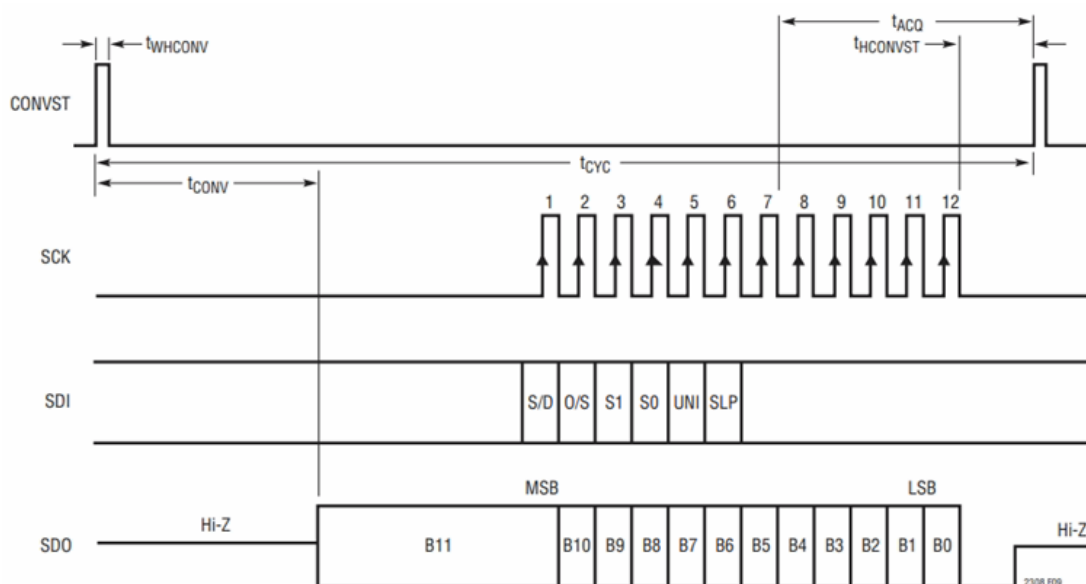 tACQ
tWHCONV
tHCONVST
CONVST
tCYC
tCONV
1 2 3 4 5 6 7 8 9 10 11 12
SCK
SDI
S/D O/S S1 S0 UNI SLP
MSB LSB
Hi-Z Hi-Z
SDO
B11 B10 B9 B8 B7 B6 B5 B4 B3 B2 B1 B0
2308 F09